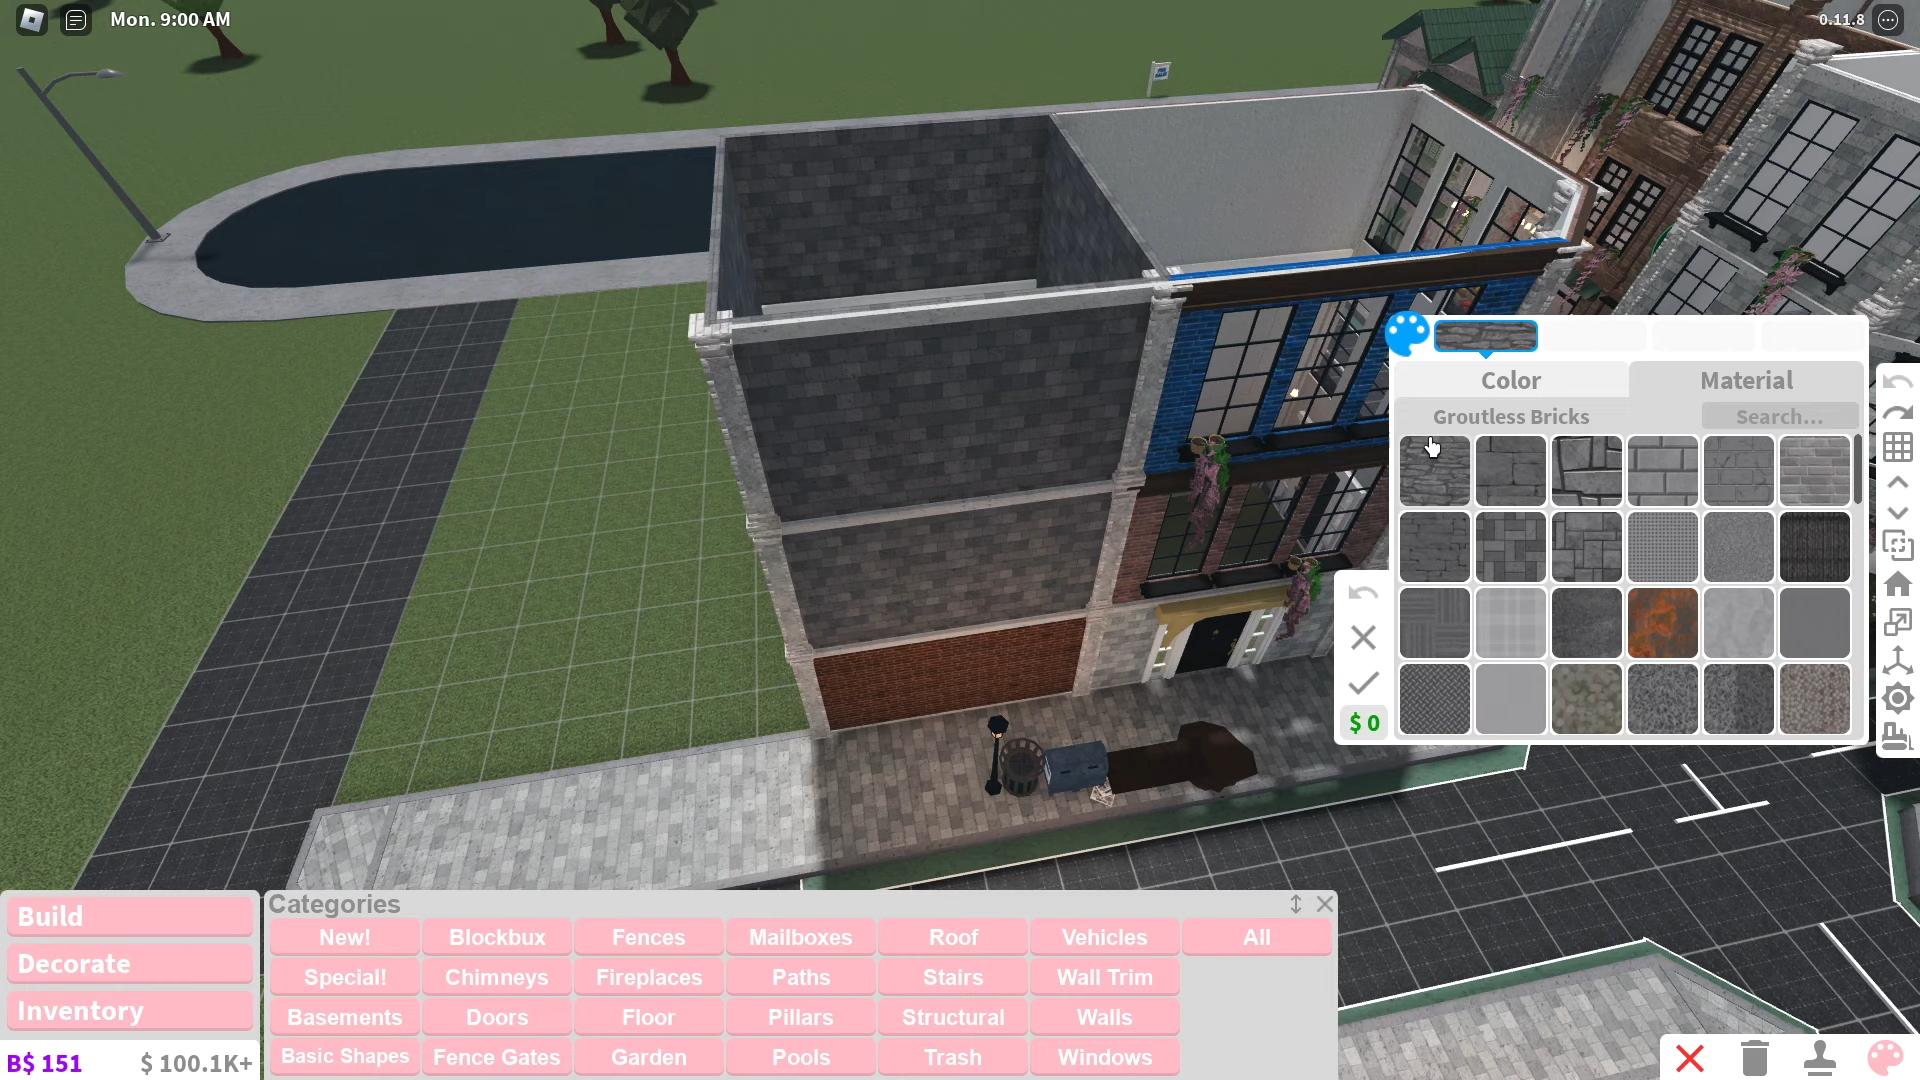 Mon. 9:00 AM
0.11.8
Color
Material
Groutless Bricks
Search...
$ 0
Build
Decorate
Inventory
B$ 151
$ 100.1K+
Categories
New!
Blockbux
Fences
Mailboxes
Roof
Vehicles
All
Special!
Chimneys
Fireplaces
Paths
Stairs
Wall Trim
Basements
Doors
Floor
Pillars
Structural
Walls
Basic Shapes
Fence Gates
Garden
Pools
Trash
Windows